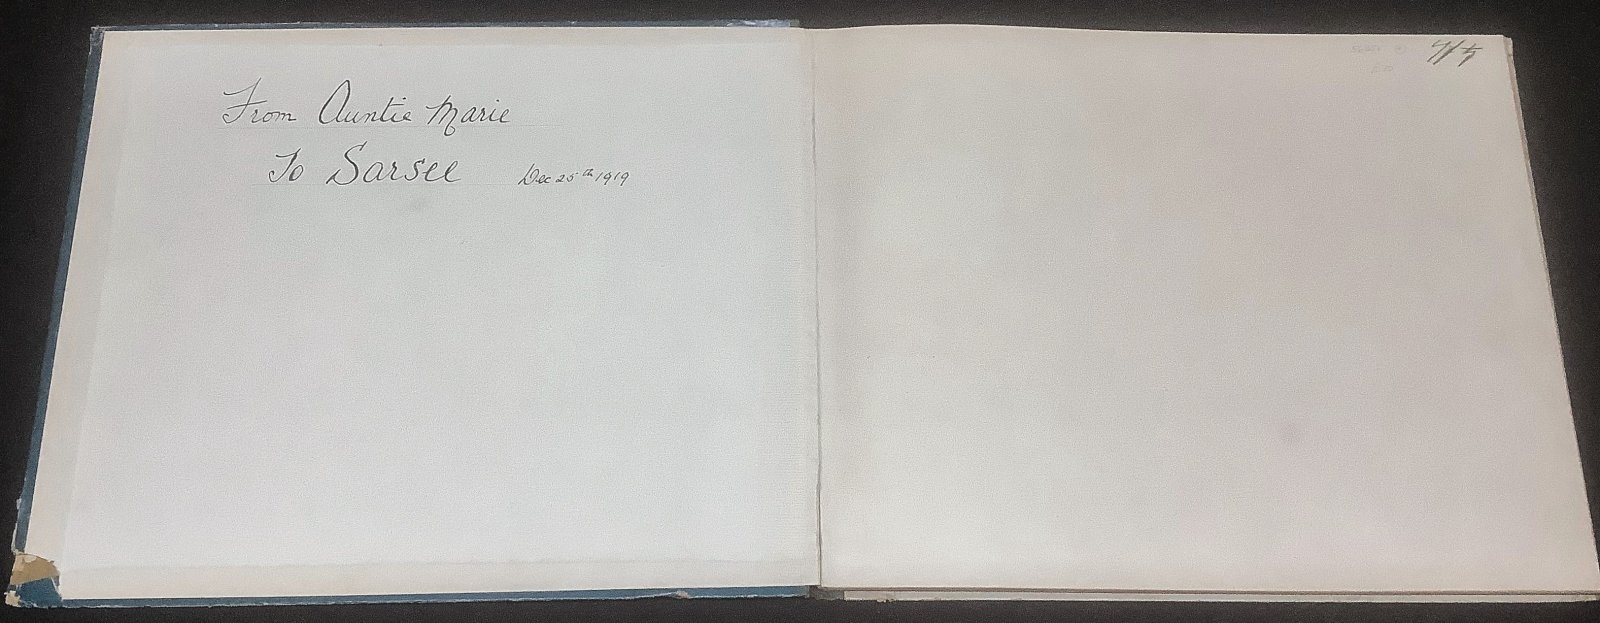 From Auntie Marie
To Sarsee Dec 25th 1919